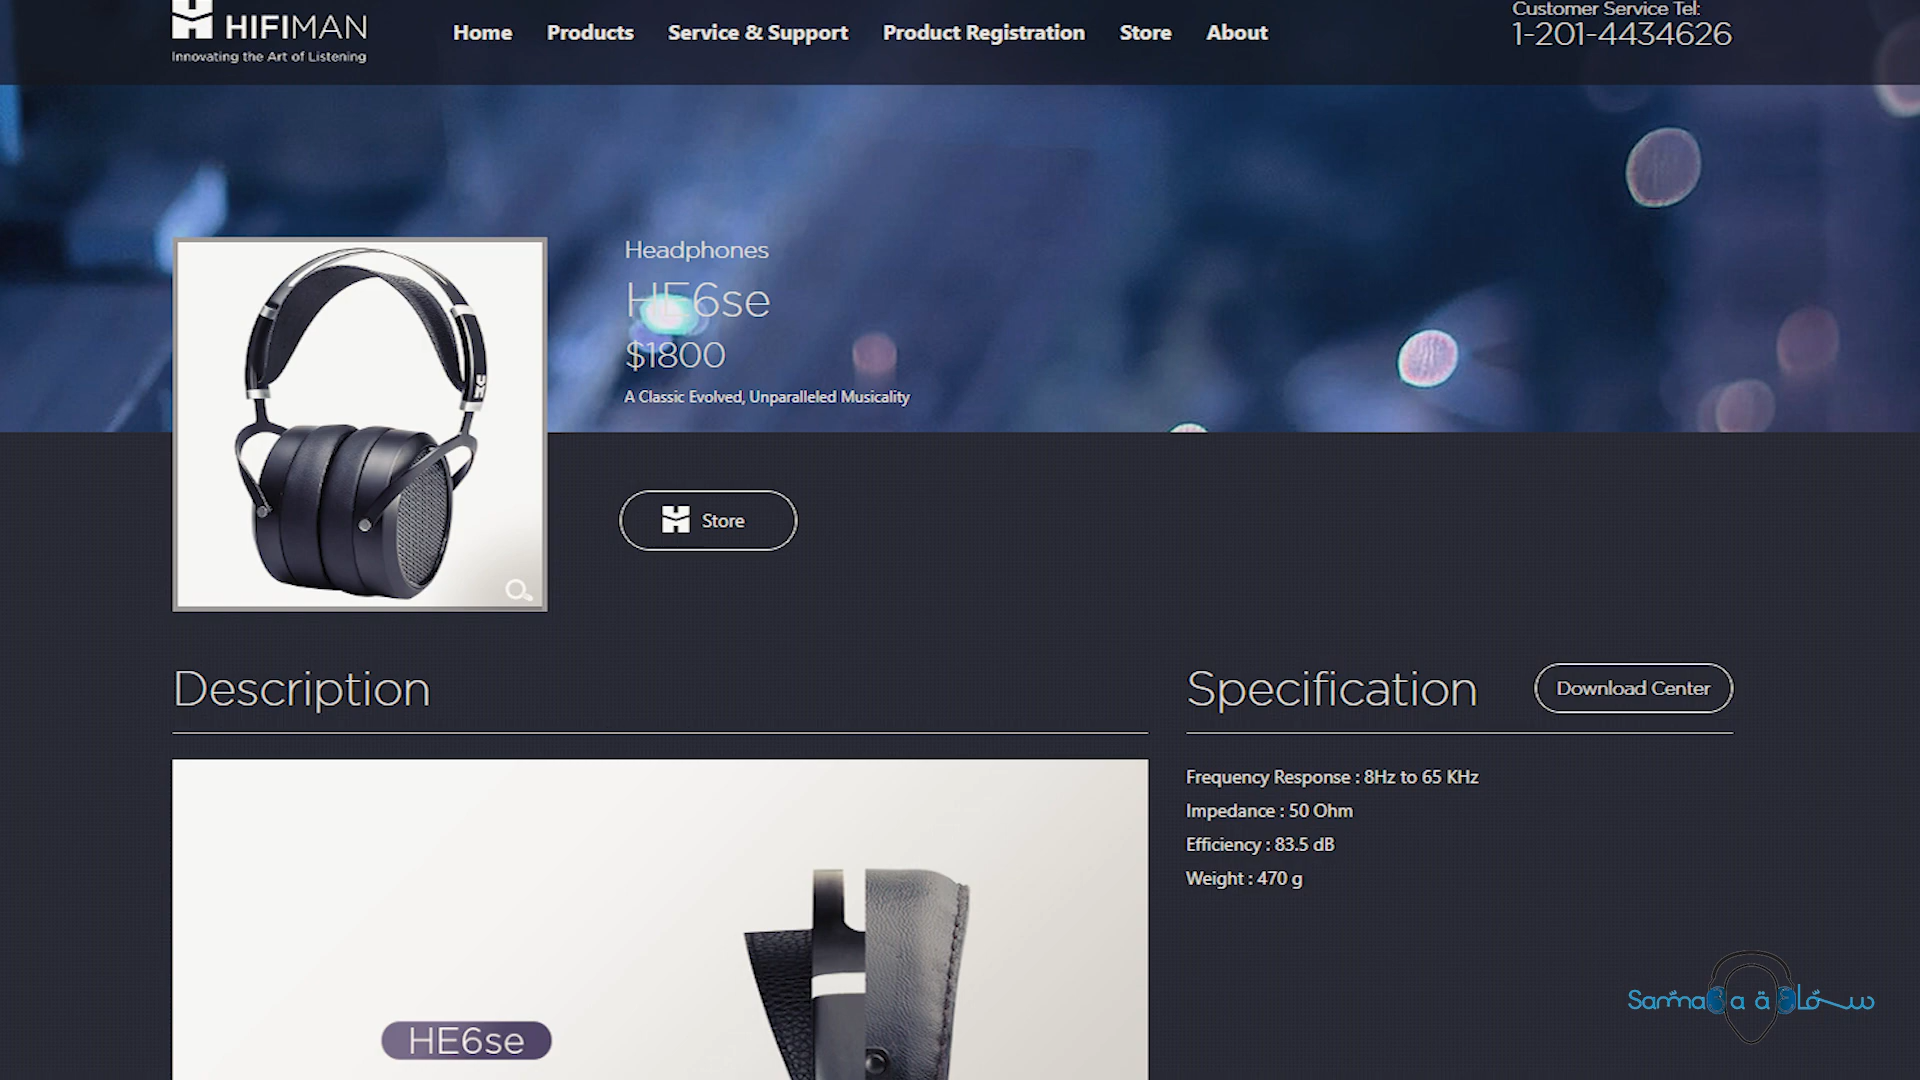 HIFIMAN
Innovating the Art of Listening
Home Products Service & Support Product Registration Store About
Customer Service Tel:
1-201-4434626
Headphones
HE6se
$1800
A Classic Evolved, Unparalleled Musicality
Store
Description
Specification
Download Center
Frequency Response : 8Hz to 65 KHz
Impedance : 50 Ohm
Efficiency : 83.5 dB
Weight : 470 g
HE6se